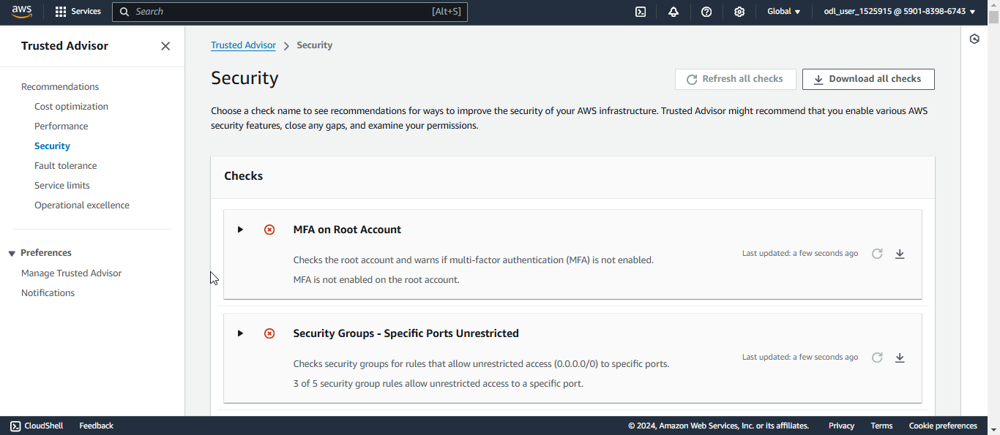 aws
Services
Search
[Alt+S]
Global
odl_user_1525915 @ 5901-8398-6743
Trusted Advisor
Recommendations
Cost optimization
Performance
Security
Fault tolerance
Service limits
Operational excellence
Preferences
Manage Trusted Advisor
Notifications
Trusted Advisor > Security
Security
Refresh all checks
Download all checks
Choose a check name to see recommendations for ways to improve the security of your AWS infrastructure. Trusted Advisor might recommend that you enable various AWS
security features, close any gaps, and examine your permissions.
Checks
MFA on Root Account
Checks the root account and warns if multi-factor authentication (MFA) is not enabled.
MFA is not enabled on the root account.
Last updated: a few seconds ago
Security Groups - Specific Ports Unrestricted
Checks security groups for rules that allow unrestricted access (0.0.0.0/0) to specific ports.
3 of 5 security group rules allow unrestricted access to a specific port.
Last updated: a few seconds ago
CloudShell
Feedback
© 2024, Amazon Web Services, Inc. or its affiliates.
Privacy
Terms
Cookie preferences